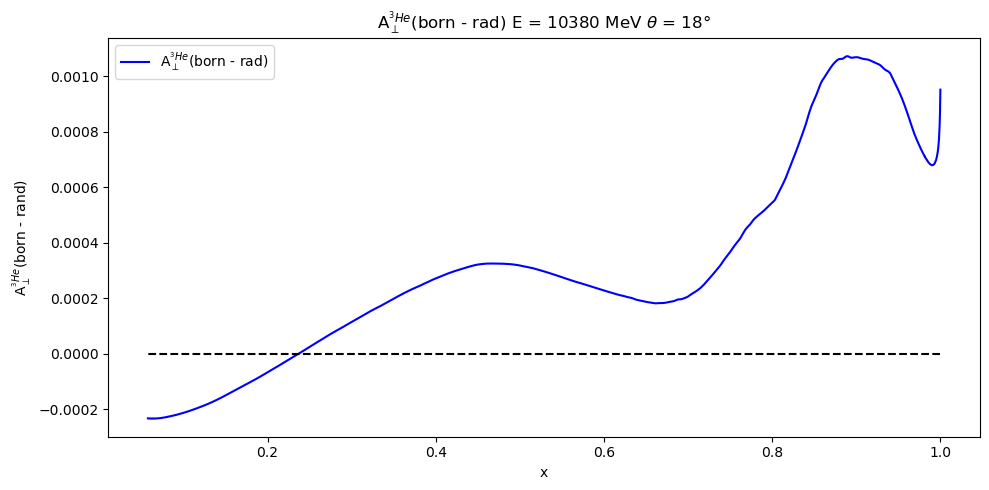 A⊥^{3He}(born - rad) E = 10380 MeV θ = 18°
A⊥^{3He}(born - rad)
0.0010
0.0008
0.0006
0.0004
0.0002
0.0000
−0.0002
A⊥^{3He}(born - rand)
0.2 0.4 0.6 0.8 1.0
x